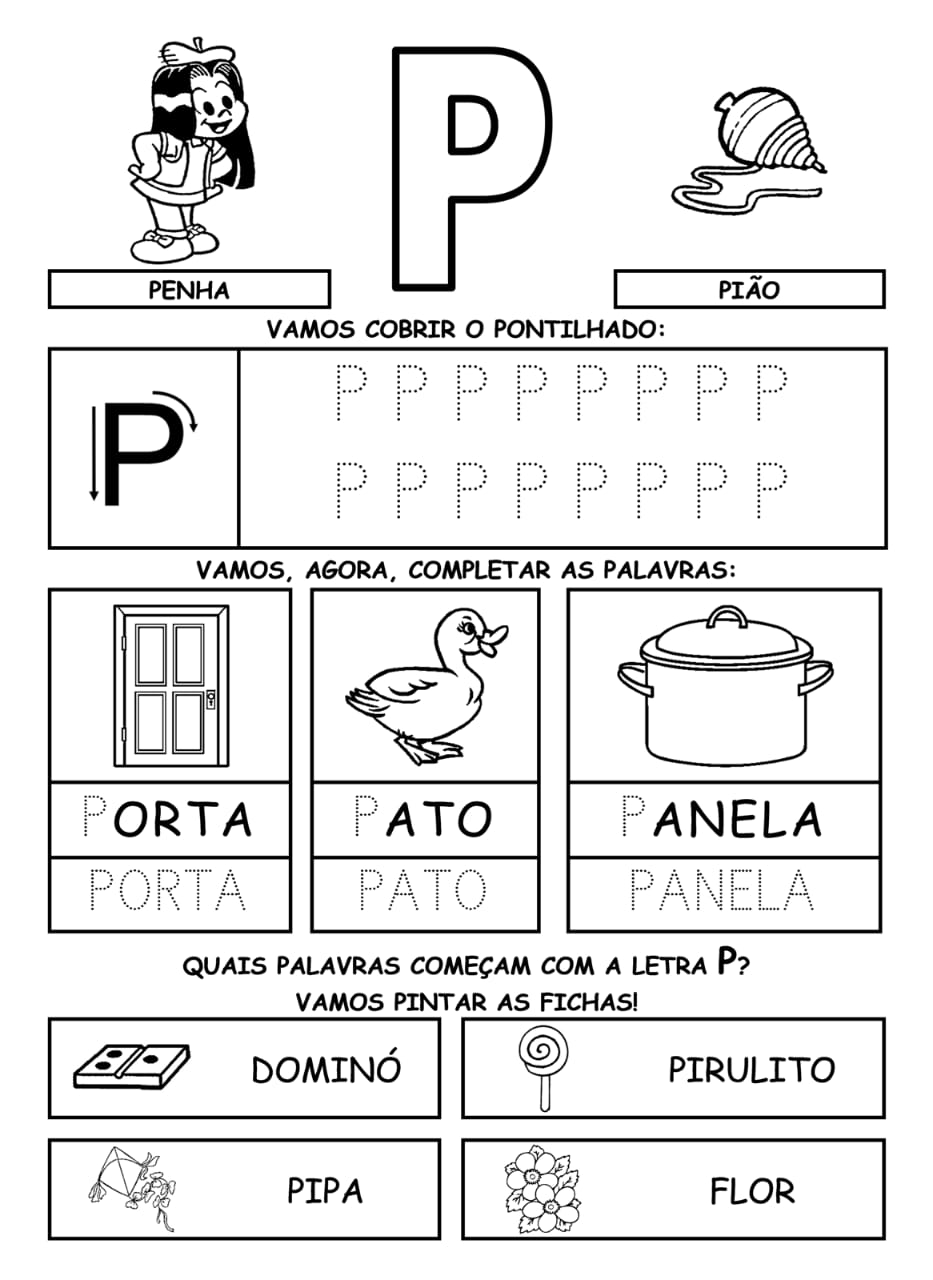 P
PENHA
PIÃO
VAMOS COBRIR O PONTILHADO:
P
P P P P P P P P
P P P P P P P P
VAMOS, AGORA, COMPLETAR AS PALAVRAS:
PORTA
PATO
PANELA
PORTA
PATO
PANELA
QUAIS PALAVRAS COMEÇAM COM A LETRA P?
VAMOS PINTAR AS FICHAS!
DOMINÓ
PIRULITO
PIPA
FLOR